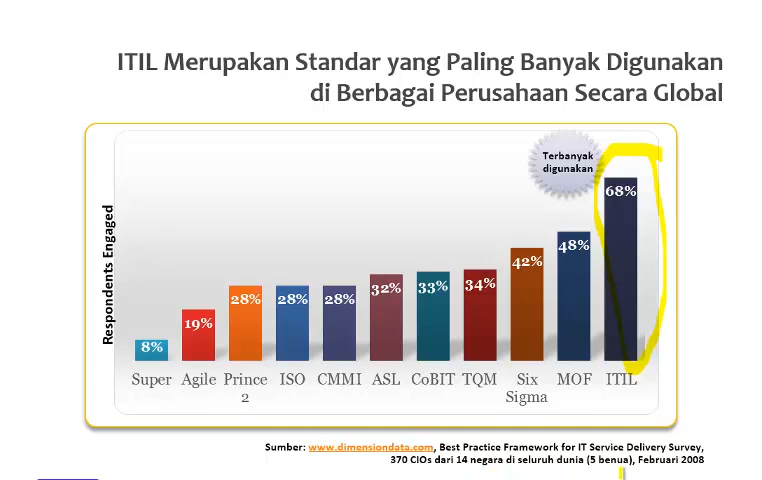 ITIL Merupakan Standar yang Paling Banyak Digunakan
di Berbagai Perusahaan Secara Global
Terbanyak
digunakan
Respondents Engaged
8%
19%
28%
28%
28%
32%
33%
34%
42%
48%
68%
Super Agile Prince 2 ISO CMMI ASL CoBIT TQM Six Sigma MOF ITIL
Sumber: www.dimensiondata.com, Best Practice Framework for IT Service Delivery Survey,
370 CIOs dari 14 negara di seluruh dunia (5 benua), Februari 2008